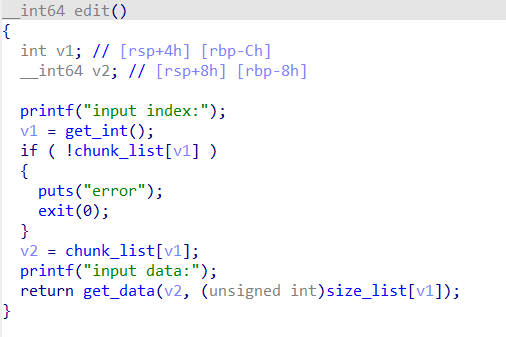 __int64 edit()
{
int v1; // [rsp+4h] [rbp-Ch]
__int64 v2; // [rsp+8h] [rbp-8h]
printf("input index:");
v1 = get_int();
if ( !chunk_list[v1] )
{
puts("error");
exit(0);
}
v2 = chunk_list[v1];
printf("input data:");
return get_data(v2, (unsigned int)size_list[v1]);
}